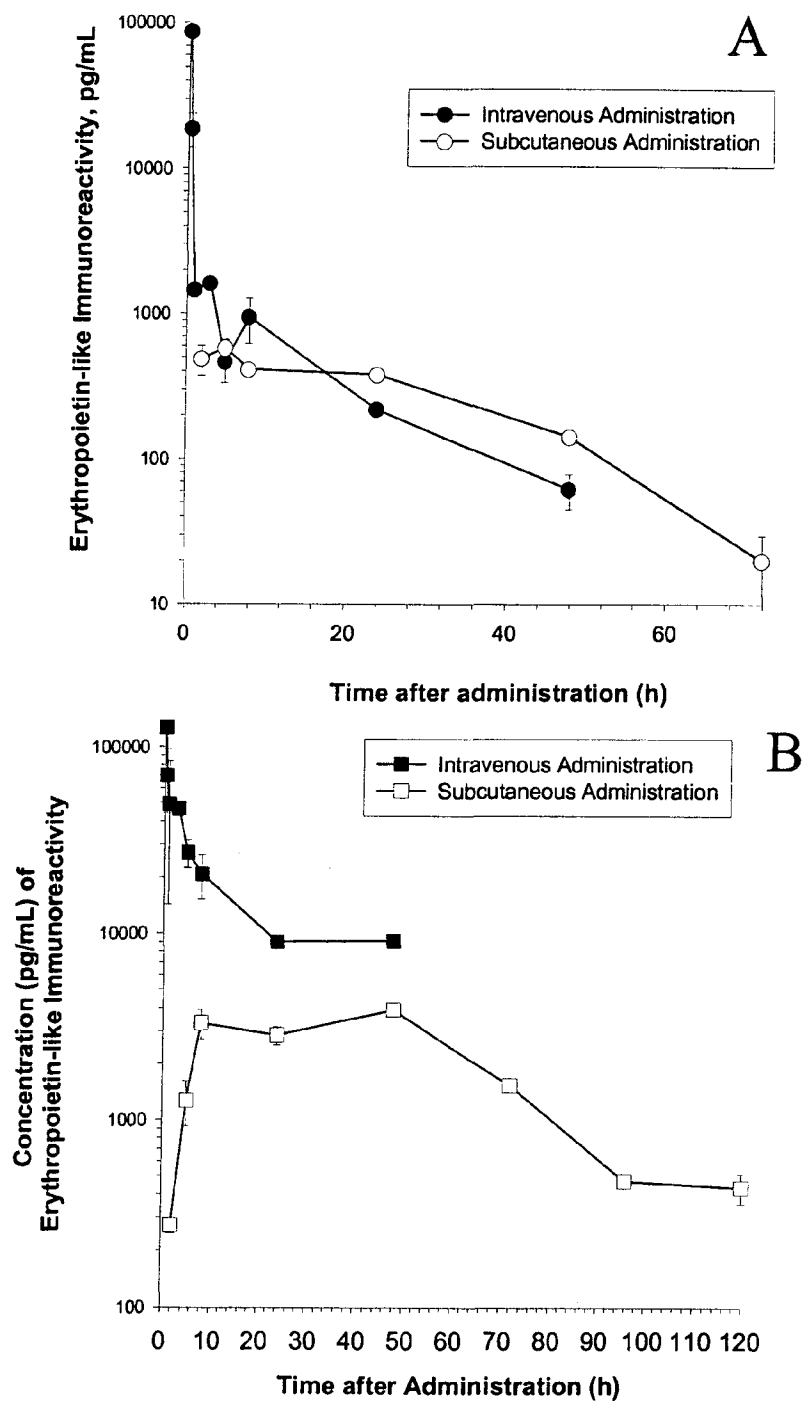 A
Erythropoietin-like Immunoreactivity, pg/mL
100000
10000
1000
100
10
Intravenous Administration
Subcutaneous Administration
0
20
40
60
Time after administration (h)
B
Concentration (pg/mL) of
Erythropoietin-like Immunoreactivity
100000
10000
1000
100
Intravenous Administration
Subcutaneous Administration
0 10 20 30 40 50 60 70 80 90 100 110 120
Time after Administration (h)